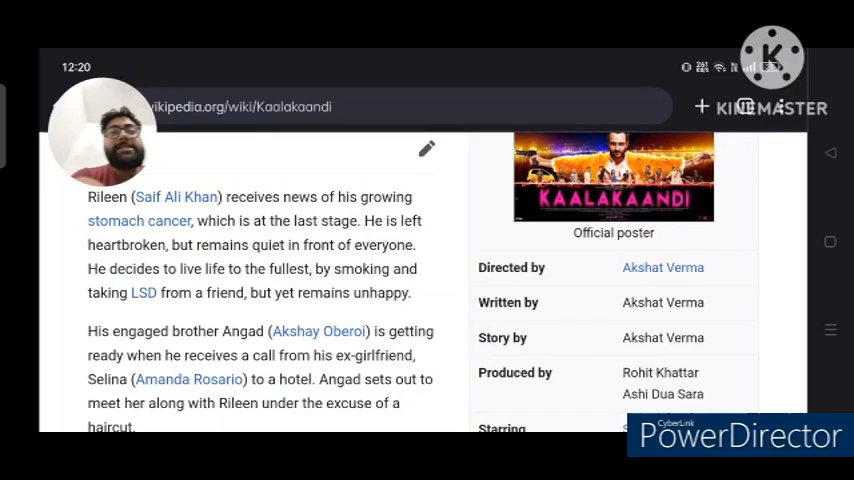 12:20
KINEMASTER
vikipedia.org/wiki/Kaalakaandi
Rileen (Saif Ali Khan) receives news of his growing
stomach cancer, which is at the last stage. He is left
heartbroken, but remains quiet in front of everyone.
He decides to live life to the fullest, by smoking and
taking LSD from a friend, but yet remains unhappy.
His engaged brother Angad (Akshay Oberoi) is getting
ready when he receives a call from his ex-girlfriend,
Selina (Amanda Rosario) to a hotel. Angad sets out to
meet her along with Rileen under the excuse of a
haircut.
KAALAKAANDI
Official poster
Directed by Akshat Verma
Written by Akshat Verma
Story by Akshat Verma
Produced by Rohit Khattar
Ashi Dua Sara
Starring
CyberLink
PowerDirector